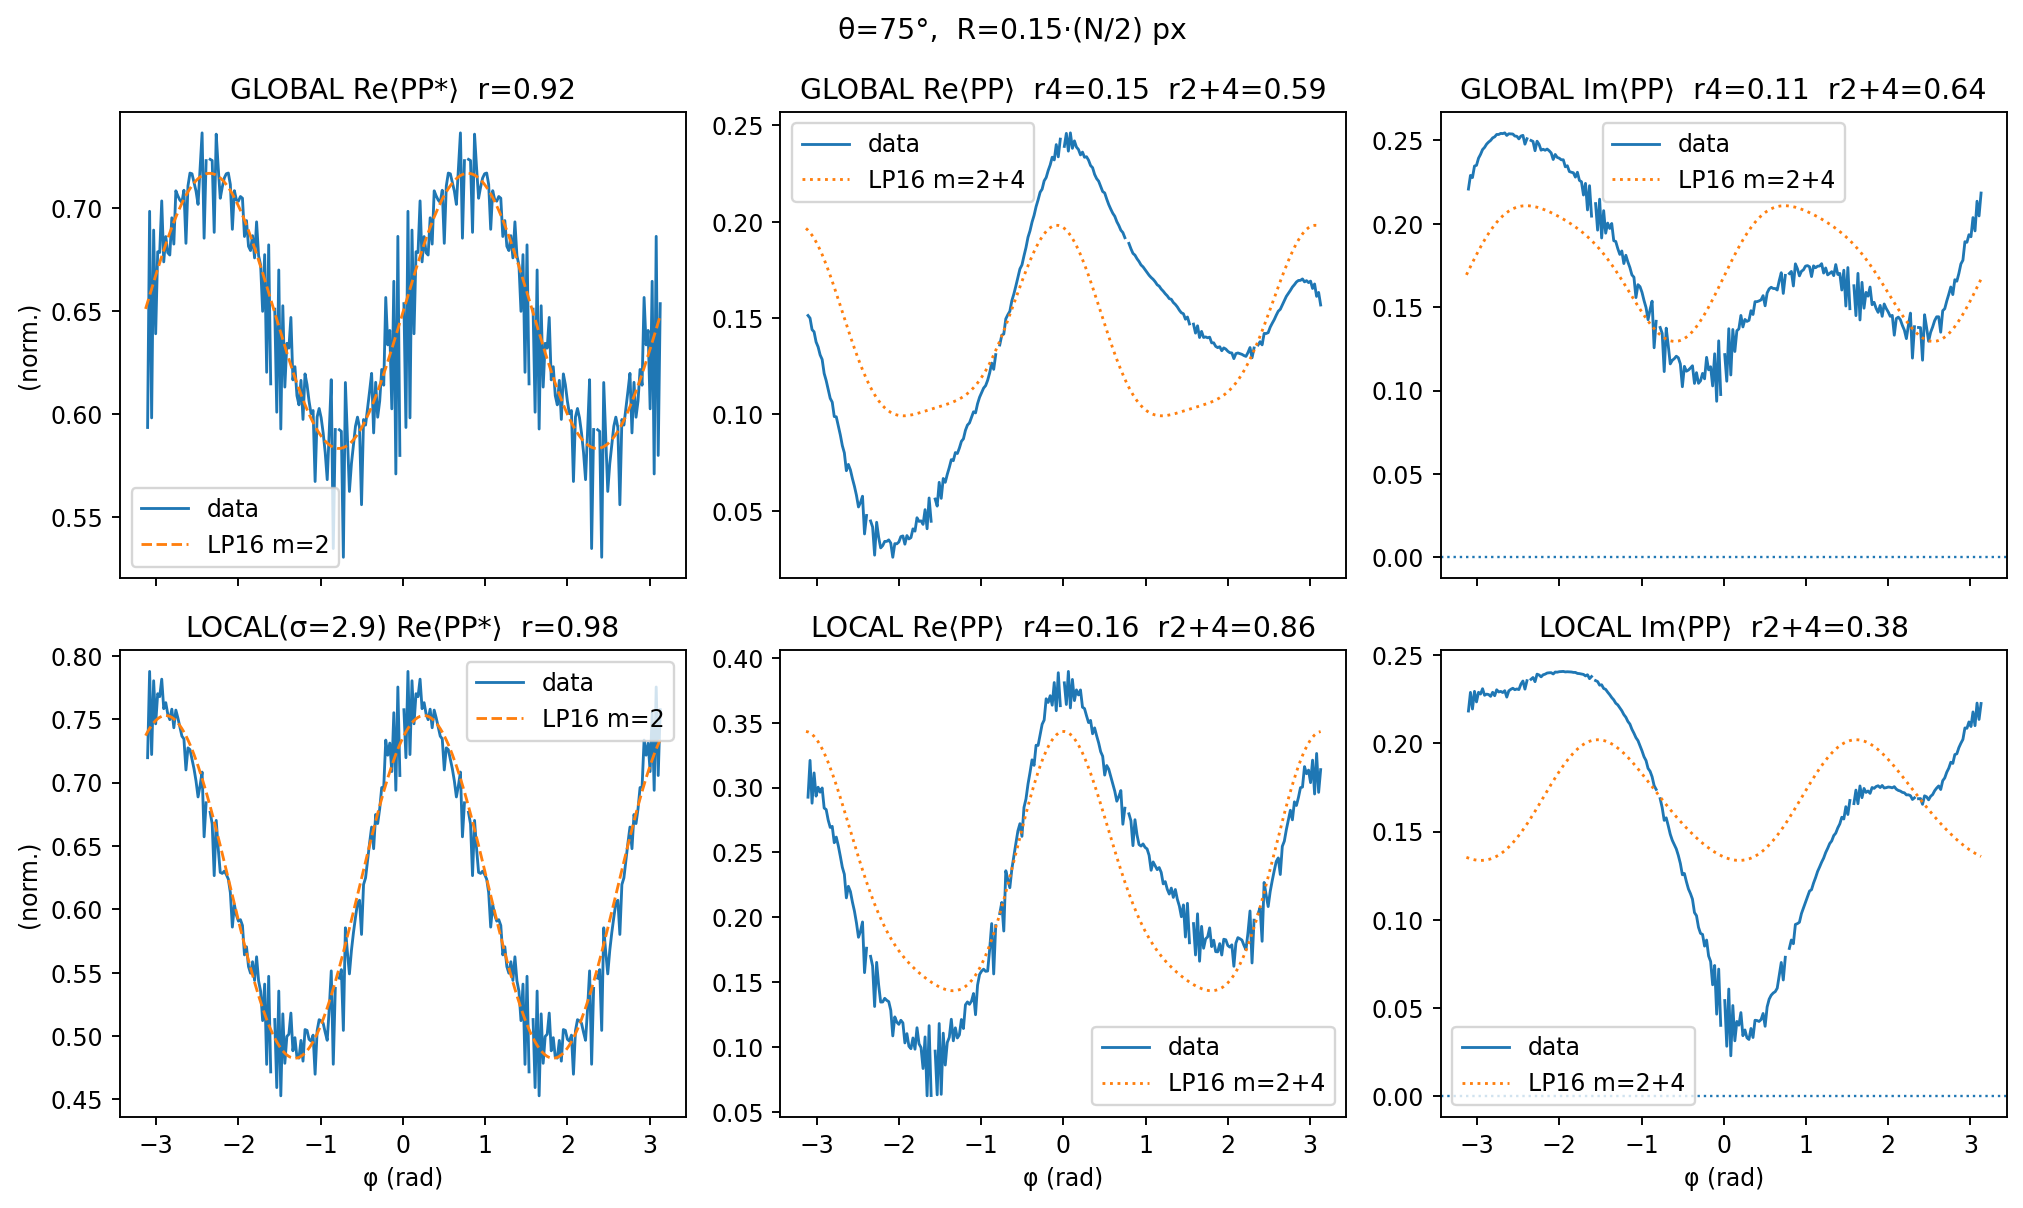 θ=75°,  R=0.15·(N/2) px
GLOBAL Re⟨PP*⟩  r=0.92
GLOBAL Re⟨PP⟩  r4=0.15  r2+4=0.59
GLOBAL Im⟨PP⟩  r4=0.11  r2+4=0.64
(norm.)
0.70
0.65
0.60
0.55
data
LP16 m=2
0.25
0.20
0.15
0.10
0.05
data
LP16 m=2+4
0.25
0.20
0.15
0.10
0.05
0.00
data
LP16 m=2+4
LOCAL(σ=2.9) Re⟨PP*⟩  r=0.98
LOCAL Re⟨PP⟩  r4=0.16  r2+4=0.86
LOCAL Im⟨PP⟩  r2+4=0.38
(norm.)
0.80
0.75
0.70
0.65
0.60
0.55
0.50
0.45
data
LP16 m=2
−3 −2 −1 0 1 2 3
φ (rad)
0.40
0.35
0.30
0.25
0.20
0.15
0.10
0.05
data
LP16 m=2+4
−3 −2 −1 0 1 2 3
φ (rad)
0.25
0.20
0.15
0.10
0.05
0.00
data
LP16 m=2+4
−3 −2 −1 0 1 2 3
φ (rad)